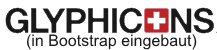 GLYPHICONS
(in Bootstrap eingebaut)